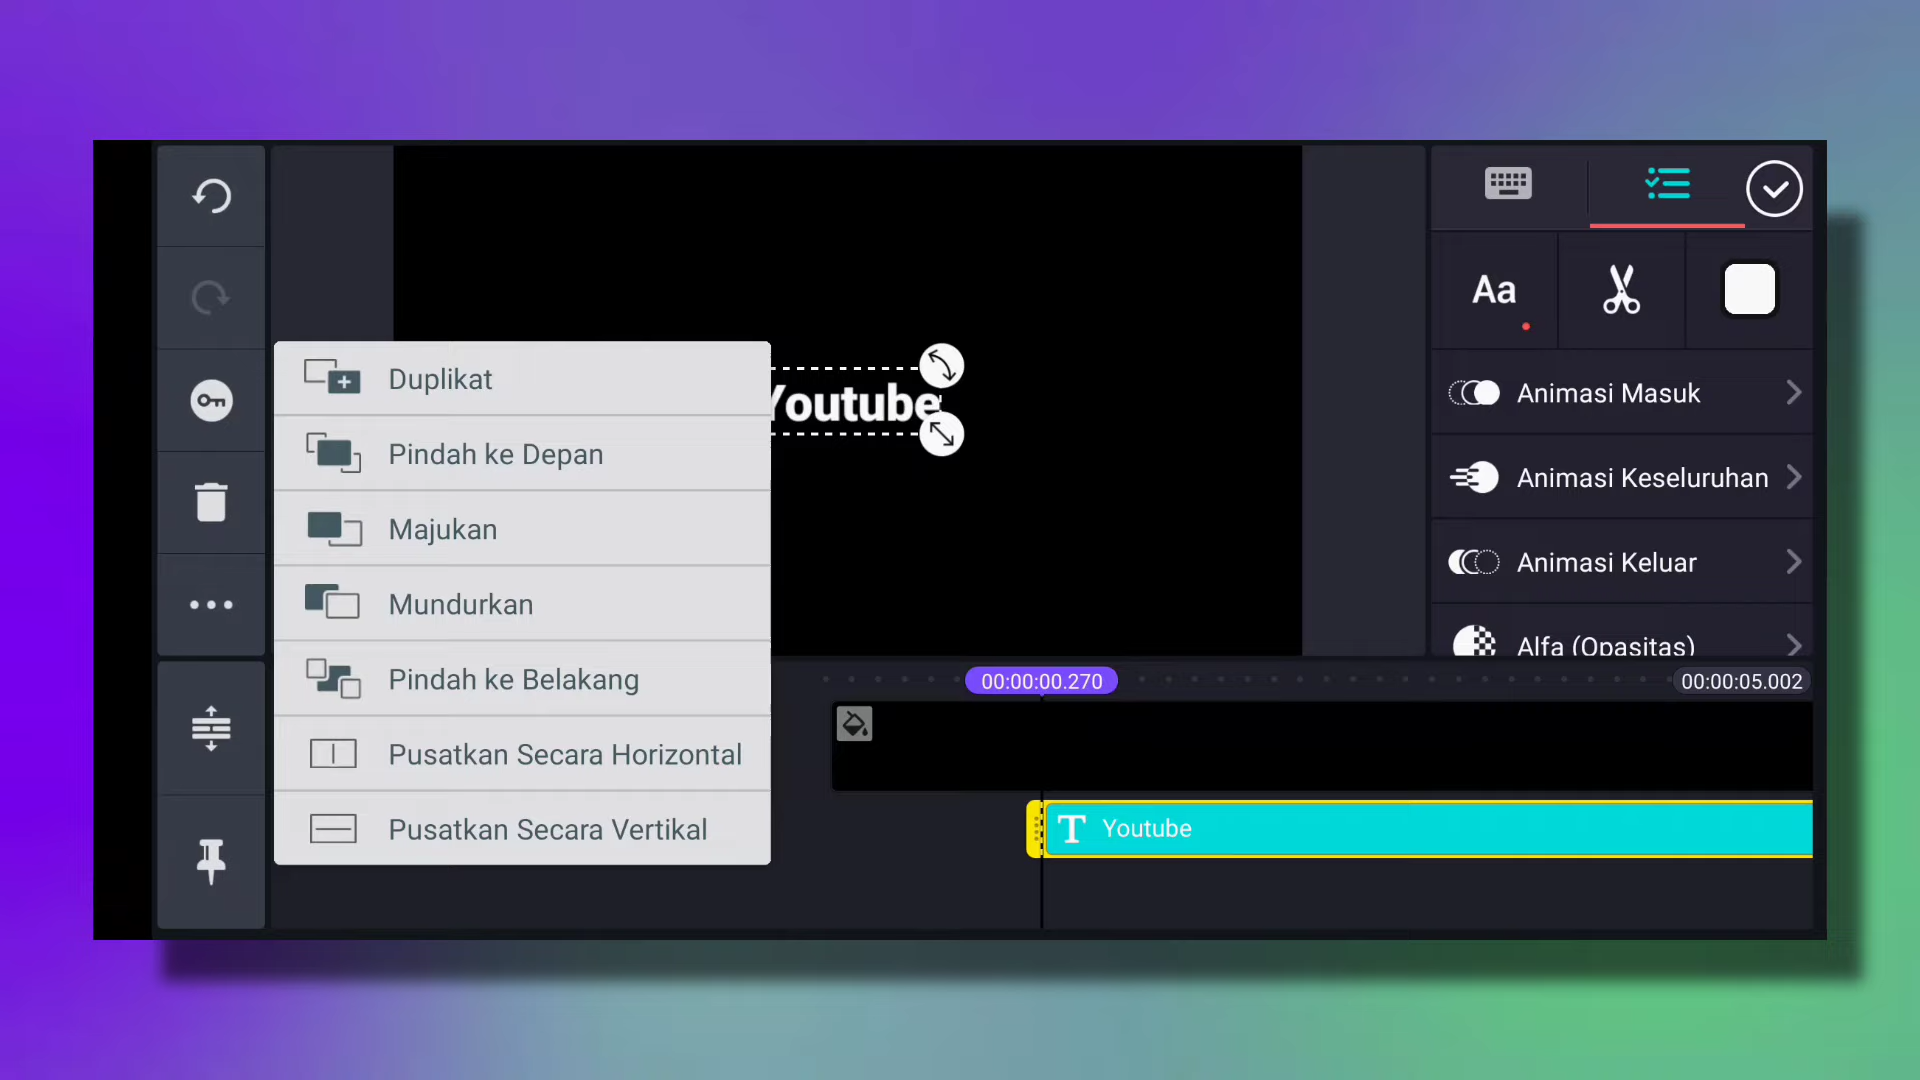 Duplikat
Pindah ke Depan
Majukan
Mundurkan
Pindah ke Belakang
Pusatkan Secara Horizontal
Pusatkan Secara Vertikal
Youtube
Aa
Animasi Masuk
Animasi Keseluruhan
Animasi Keluar
Alfa (Opasitas)
00:00:00.270
00:00:05.002
T Youtube